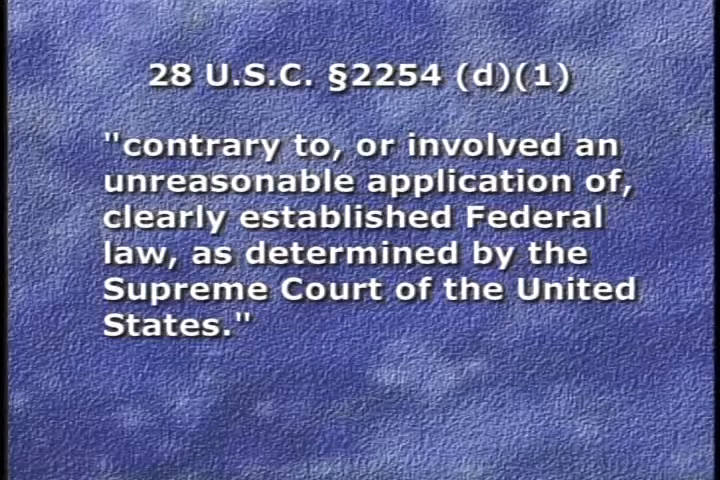 28 U.S.C. §2254 (d)(1)
"contrary to, or involved an
unreasonable application of,
clearly established Federal
law, as determined by the
Supreme Court of the United
States."